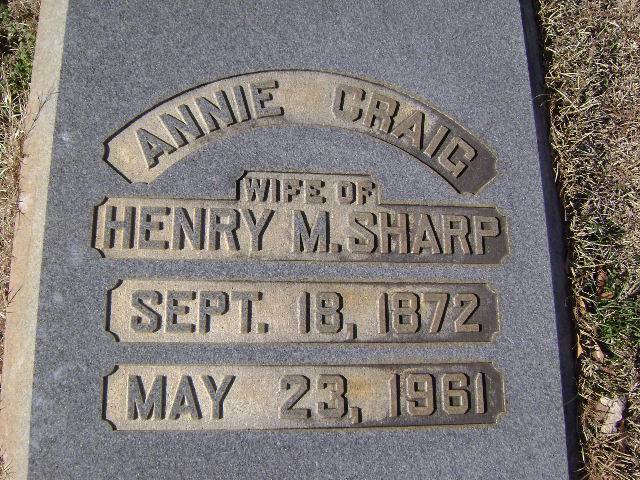 ANNIE CRAIG
WIFE OF
HENRY M. SHARP
SEPT. 18, 1872
MAY 23, 1961